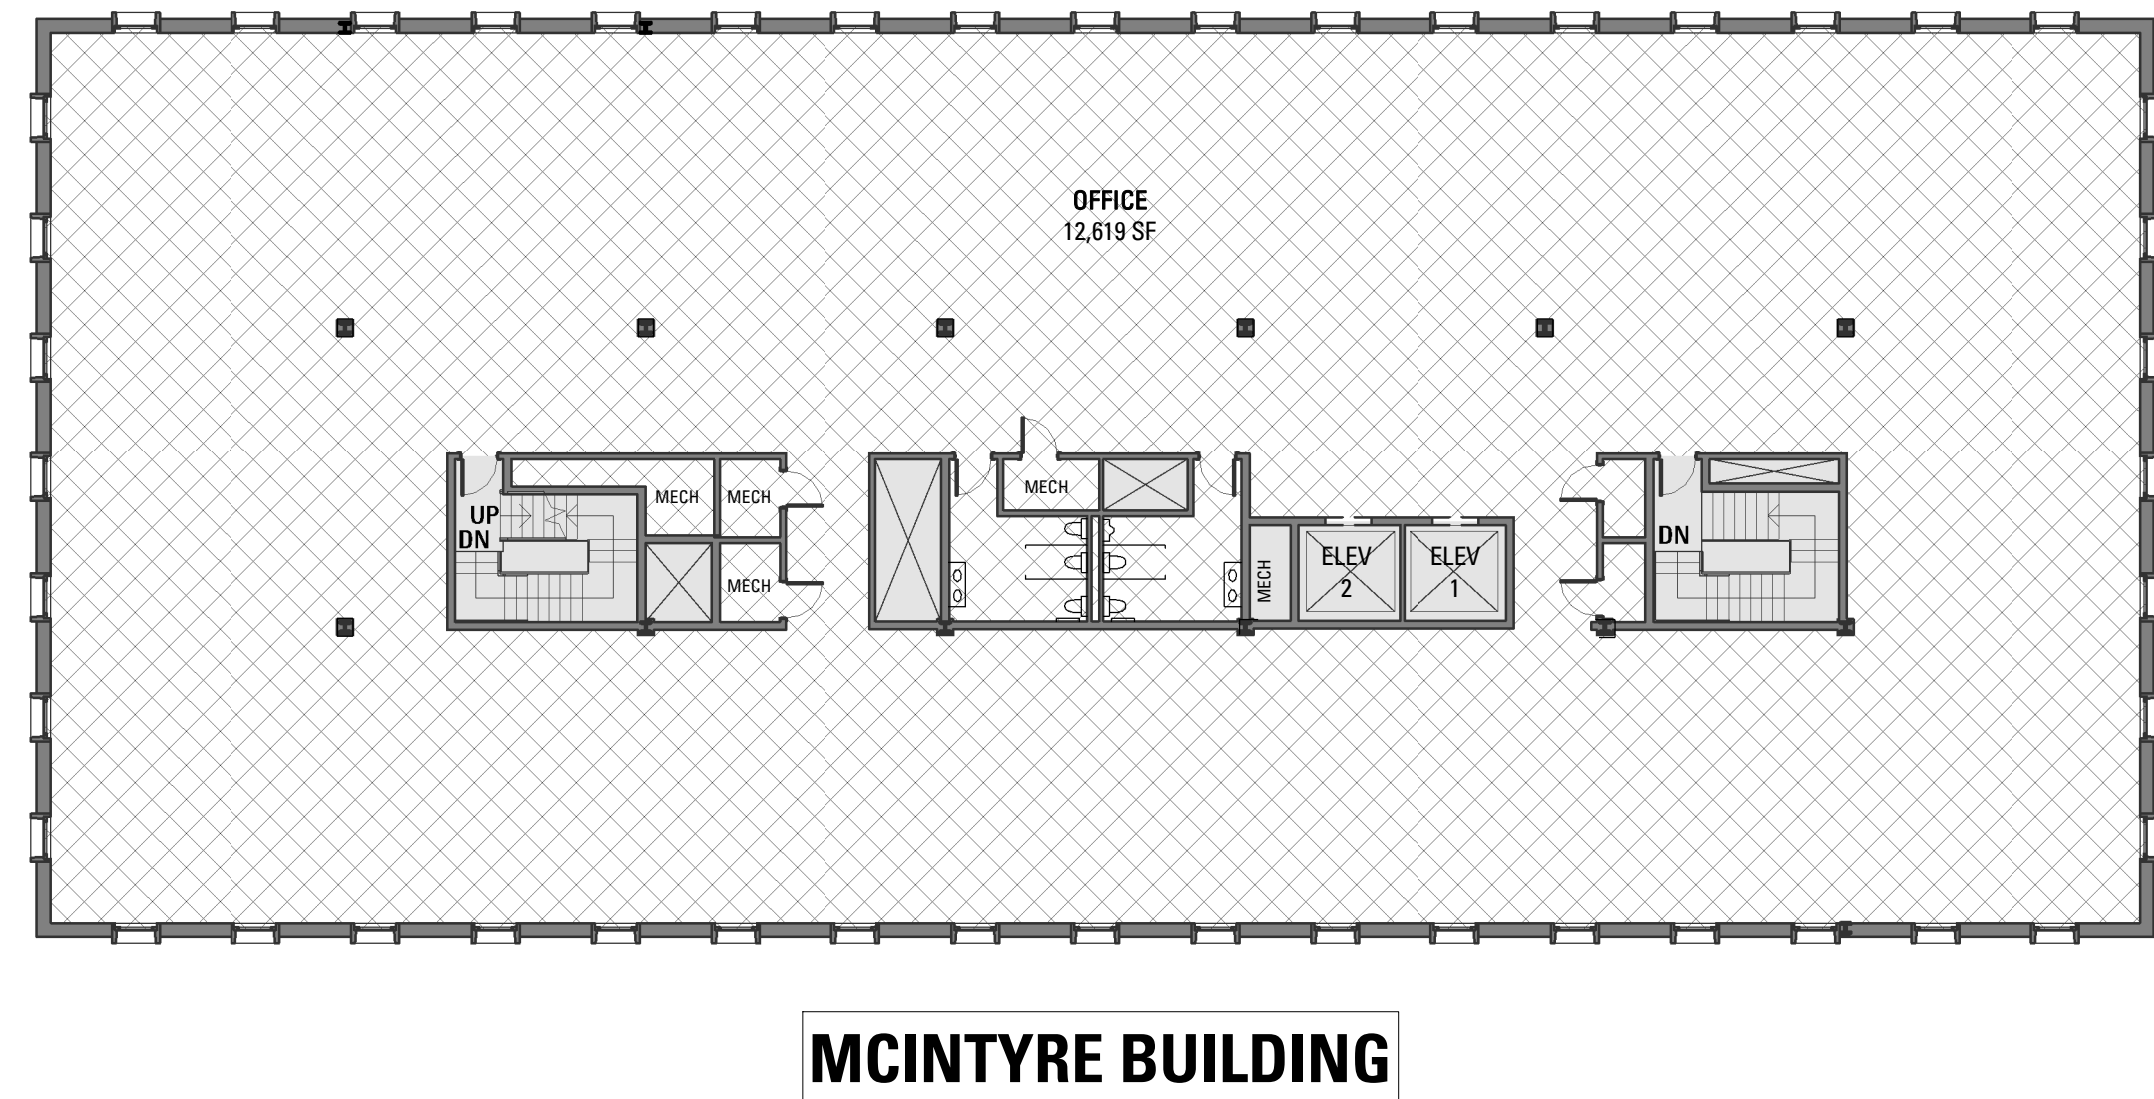 OFFICE
12,619 SF
MECH
MECH
MECH
UP
DN
MECH
MECH
ELEV
2
ELEV
1
DN
MCINTYRE BUILDING